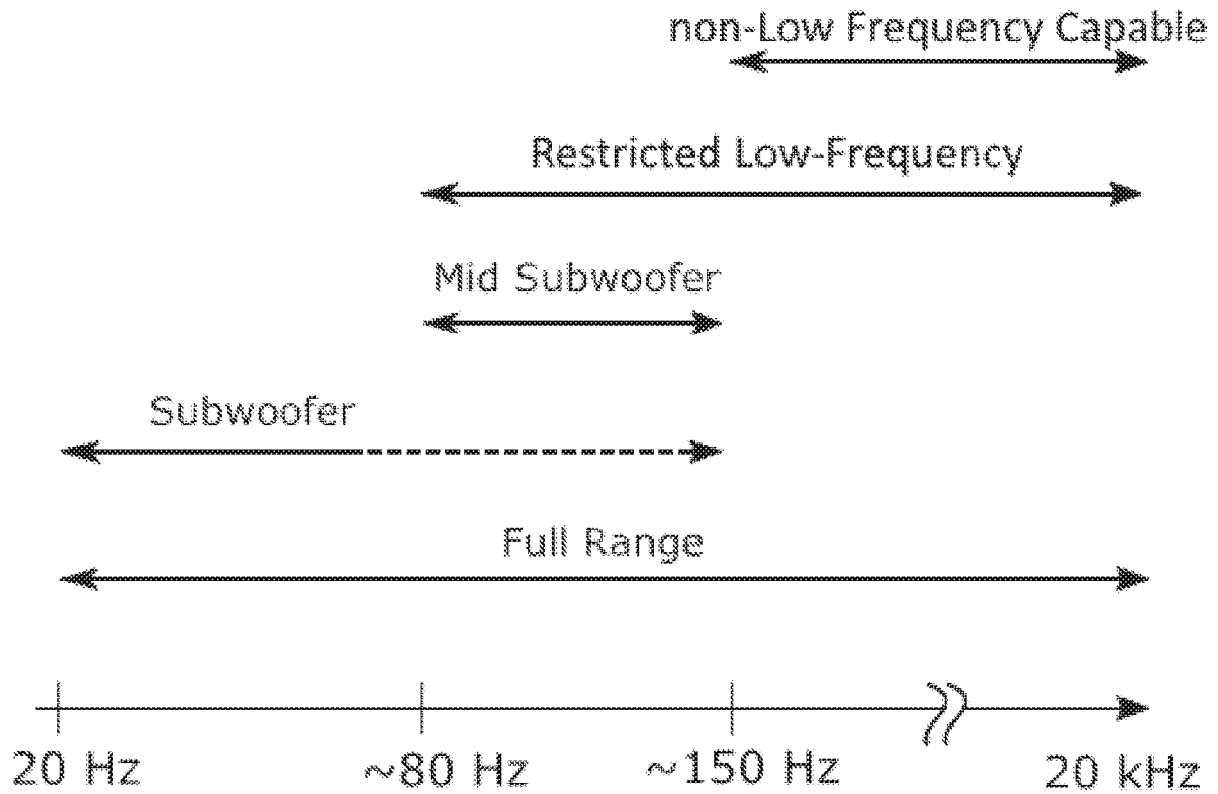 non-Low Frequency Capable
Restricted Low-Frequency
Mid Subwoofer
Subwoofer
Full Range
20 Hz
~80 Hz
~150 Hz
20 kHz